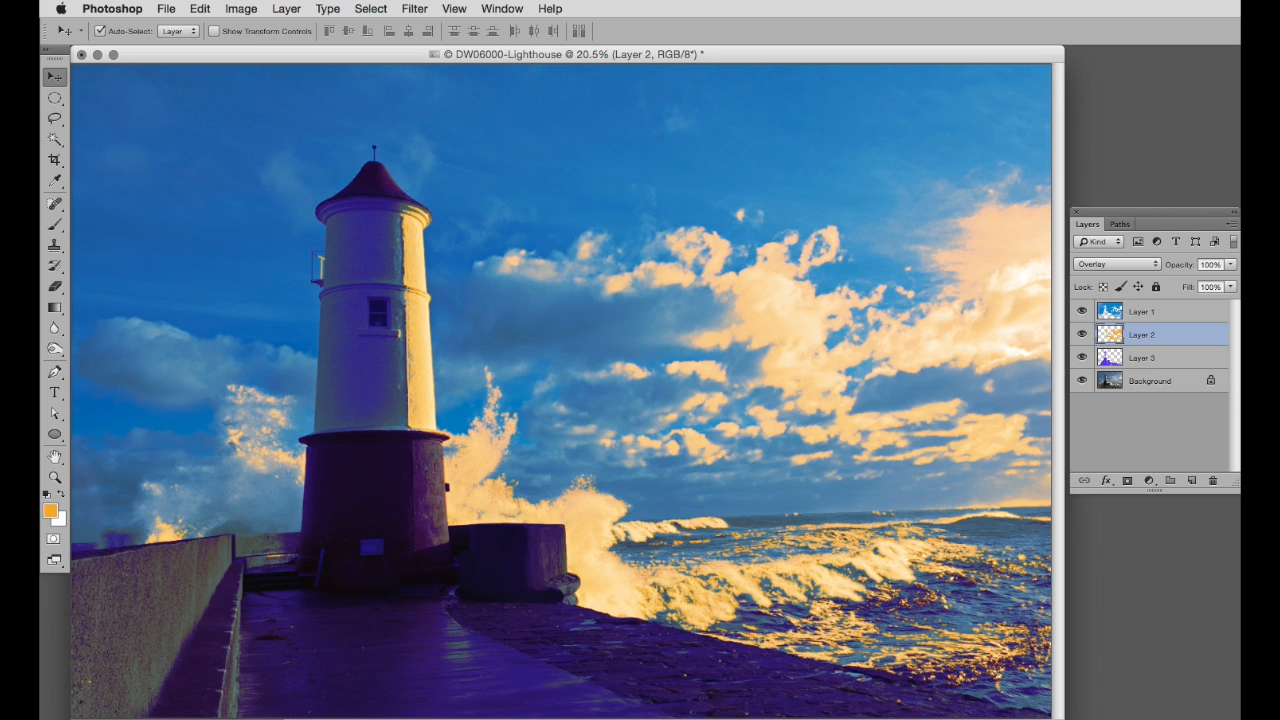 Photoshop File Edit Image Layer Type Select Filter View Window Help
Auto-Select: Layer Show Transform Controls
© DW06000-Lighthouse @ 20.5% (Layer 2, RGB/8*) *
Layers Paths
Kind
Overlay Opacity: 100%
Lock: Fill: 100%
Layer 1
Layer 2
Layer 3
Background